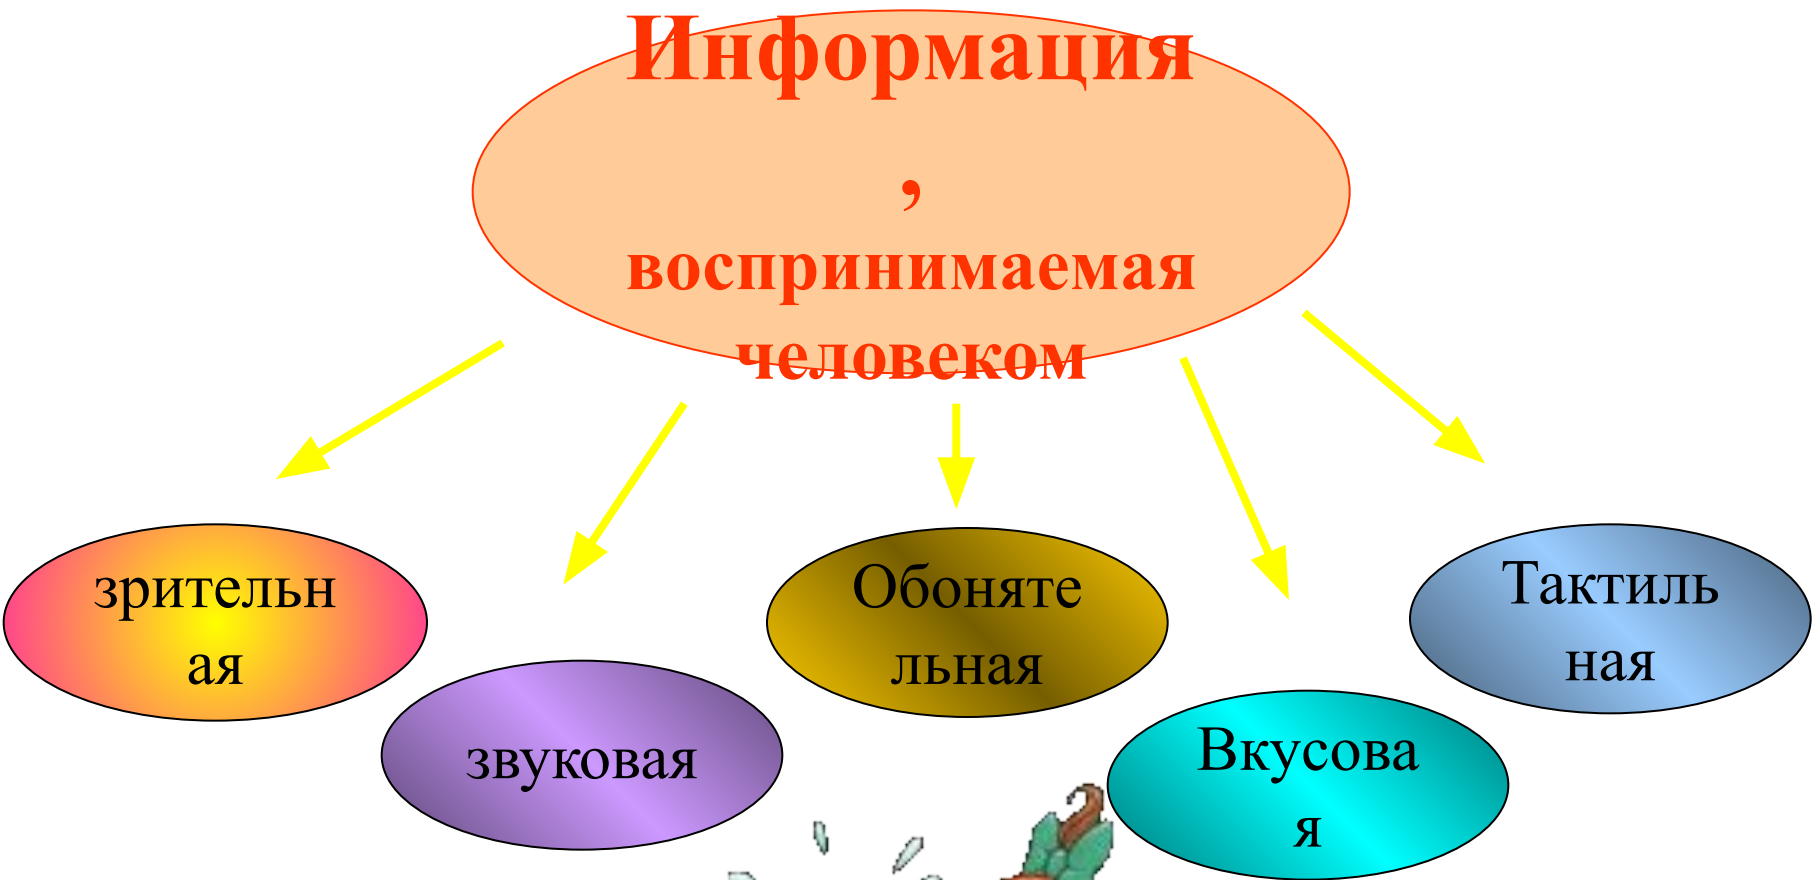 Информация
,
воспринимаемая
человеком
зрительн
ая
звуковая
Обоняте
льная
Вкусова
я
Тактиль
ная